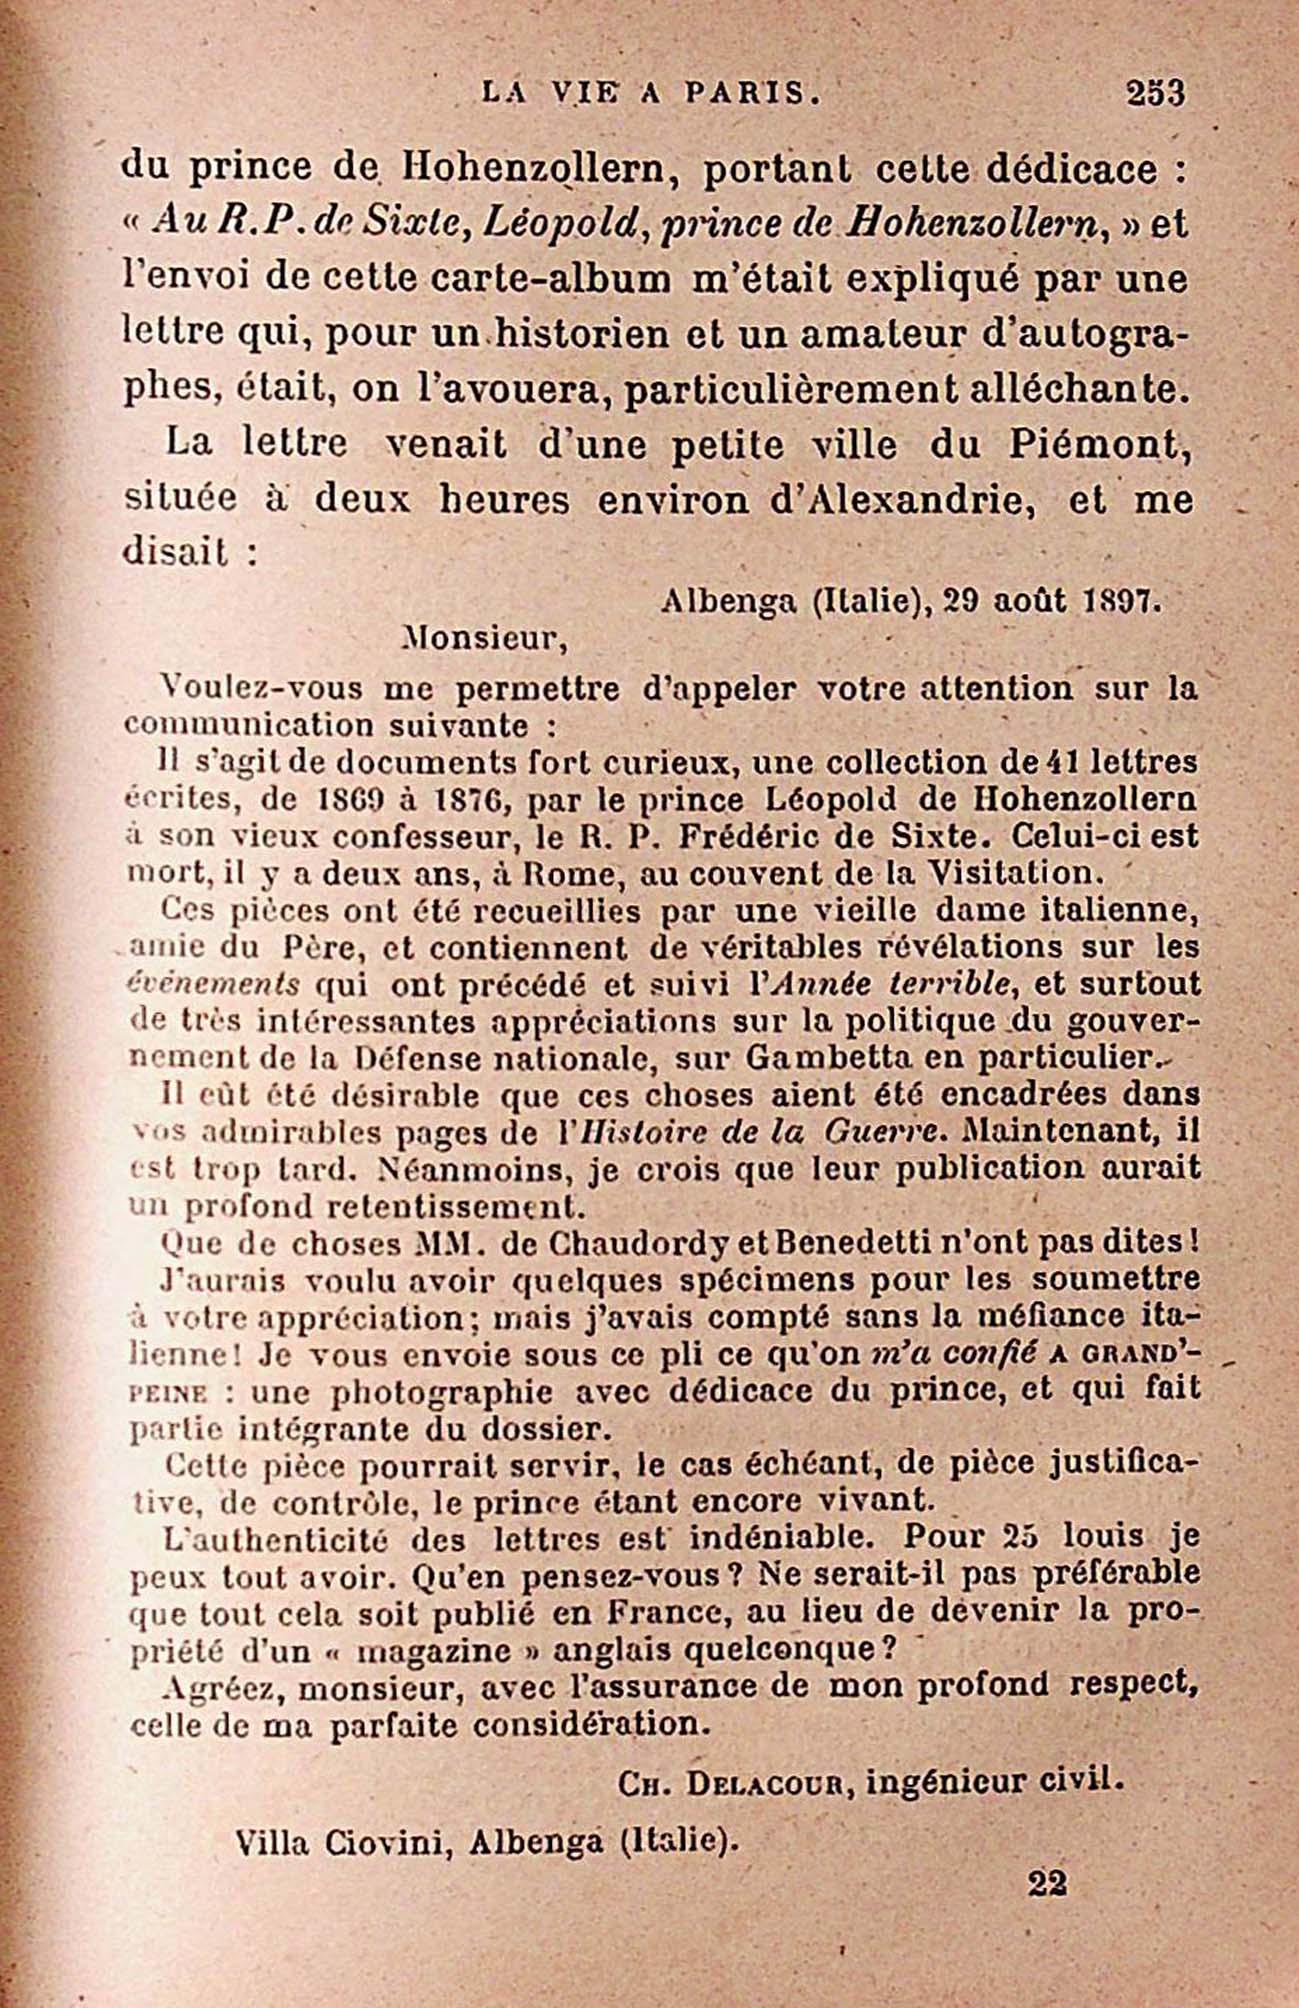 LA VIE A PARIS. 253
du prince de Hohenzollern, portant cette dédicace :
« Au R.P. de Sixte, Léopold, prince de Hohenzollern, » et
l'envoi de cette carte-album m'était expliqué par une
lettre qui, pour un historien et un amateur d'autogra-
phes, était, on l'avouera, particulièrement alléchante.
La lettre venait d'une petite ville du Piémont,
située à deux heures environ d'Alexandrie, et me
disait :
Albenga (Italie), 29 août 1897.
Monsieur,
Voulez-vous me permettre d'appeler votre attention sur la
communication suivante :
Il s'agit de documents fort curieux, une collection de 41 lettres
écrites, de 1869 à 1876, par le prince Léopold de Hohenzollern
à son vieux confesseur, le R. P. Frédéric de Sixte. Celui-ci est
mort, il y a deux ans, à Rome, au couvent de la Visitation.
Ces pièces ont été recueillies par une vieille dame italienne,
amie du Père, et contiennent de véritables révélations sur les
événements qui ont précédé et suivi l'Année terrible, et surtout
de très intéressantes appréciations sur la politique du gouver-
nement de la Défense nationale, sur Gambetta en particulier.
Il eût été désirable que ces choses aient été encadrées dans
vos admirables pages de l'Histoire de la Guerre. Maintenant, il
est trop tard. Néanmoins, je crois que leur publication aurait
un profond retentissement.
Que de choses MM. de Chaudordy et Benedetti n'ont pas dites !
J'aurais voulu avoir quelques spécimens pour les soumettre
à votre appréciation ; mais j'avais compté sans la méfiance ita-
lienne ! Je vous envoie sous ce pli ce qu'on m'a confié A GRAND'-
PEINE : une photographie avec dédicace du prince, et qui fait
partie intégrante du dossier.
Cette pièce pourrait servir, le cas échéant, de pièce justifica-
tive, de contrôle, le prince étant encore vivant.
L'authenticité des lettres est indéniable. Pour 25 louis je
peux tout avoir. Qu'en pensez-vous ? Ne serait-il pas préférable
que tout cela soit publié en France, au lieu de devenir la pro-
priété d'un « magazine » anglais quelconque ?
Agréez, monsieur, avec l'assurance de mon profond respect,
celle de ma parfaite considération.
CH. DELACOUR, ingénieur civil.
Villa Ciovini, Albenga (Italie).
22